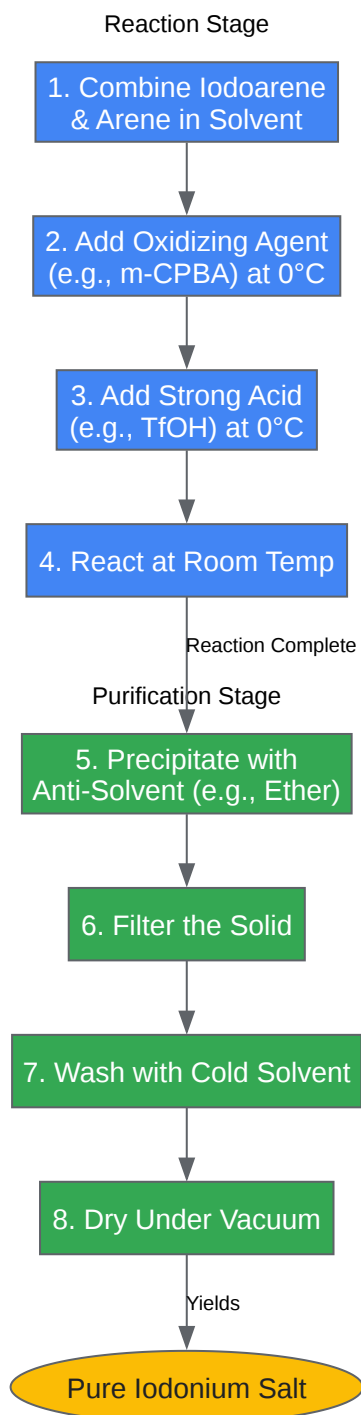 Reaction Stage
1. Combine Iodoarene
& Arene in Solvent
2. Add Oxidizing Agent
(e.g., m-CPBA) at 0°C
3. Add Strong Acid
(e.g., TfOH) at 0°C
4. React at Room Temp
Reaction Complete
Purification Stage
5. Precipitate with
Anti-Solvent (e.g., Ether)
6. Filter the Solid
7. Wash with Cold Solvent
8. Dry Under Vacuum
Yields
Pure Iodonium Salt